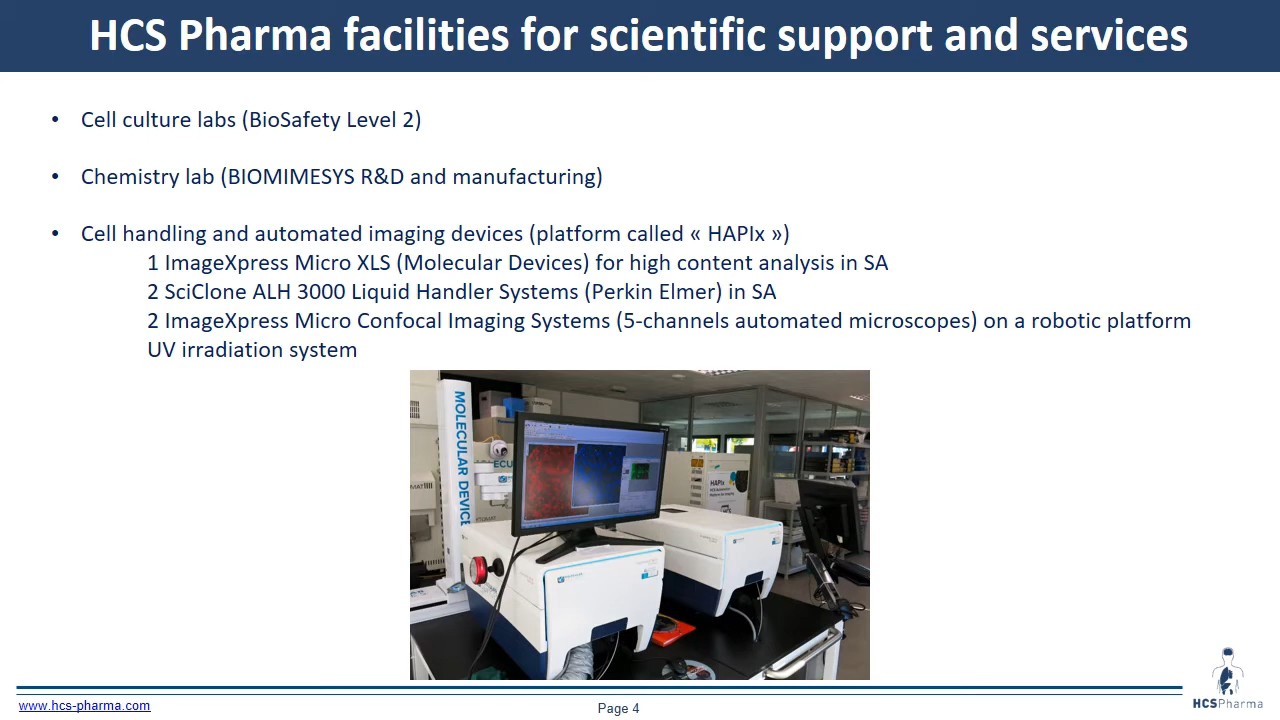 HCS Pharma facilities for scientific support and services
• Cell culture labs (BioSafety Level 2)
• Chemistry lab (BIOMIMESYS R&D and manufacturing)
• Cell handling and automated imaging devices (platform called « HAPIx »)
1 ImageXpress Micro XLS (Molecular Devices) for high content analysis in SA
2 SciClone ALH 3000 Liquid Handler Systems (Perkin Elmer) in SA
2 ImageXpress Micro Confocal Imaging Systems (5-channels automated microscopes) on a robotic platform
UV irradiation system
MOLECULAR DEVICE
HAPIx
www.hcs-pharma.com
Page 4
HCSPharma